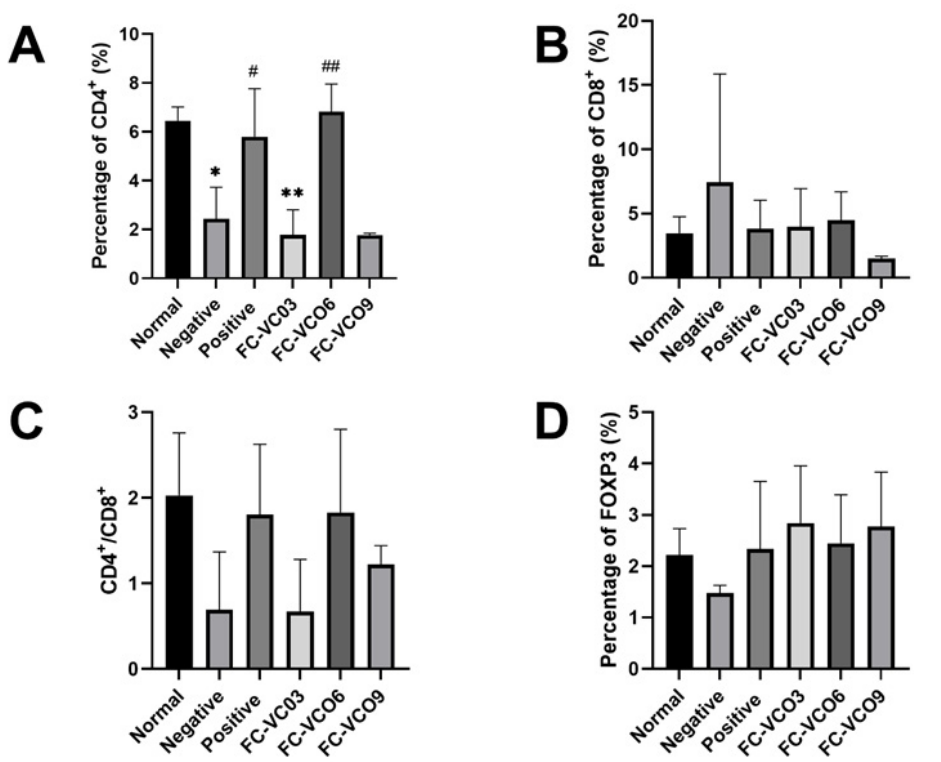 A
Percentage of CD4+ (%)
10
8
6
4
2
0
*
#
**
##
Normal
Negative
Positive
FC-VC03
FC-VCO6
FC-VCO9
B
Percentage of CD8+ (%)
20
15
10
5
0
Normal
Negative
Positive
FC-VC03
FC-VCO6
FC-VCO9
C
CD4+/CD8+
3
2
1
0
Normal
Negative
Positive
FC-VC03
FC-VCO6
FC-VCO9
D
Percentage of FOXP3 (%)
5
4
3
2
1
0
Normal
Negative
Positive
FC-VCO3
FC-VCO6
FC-VCO9